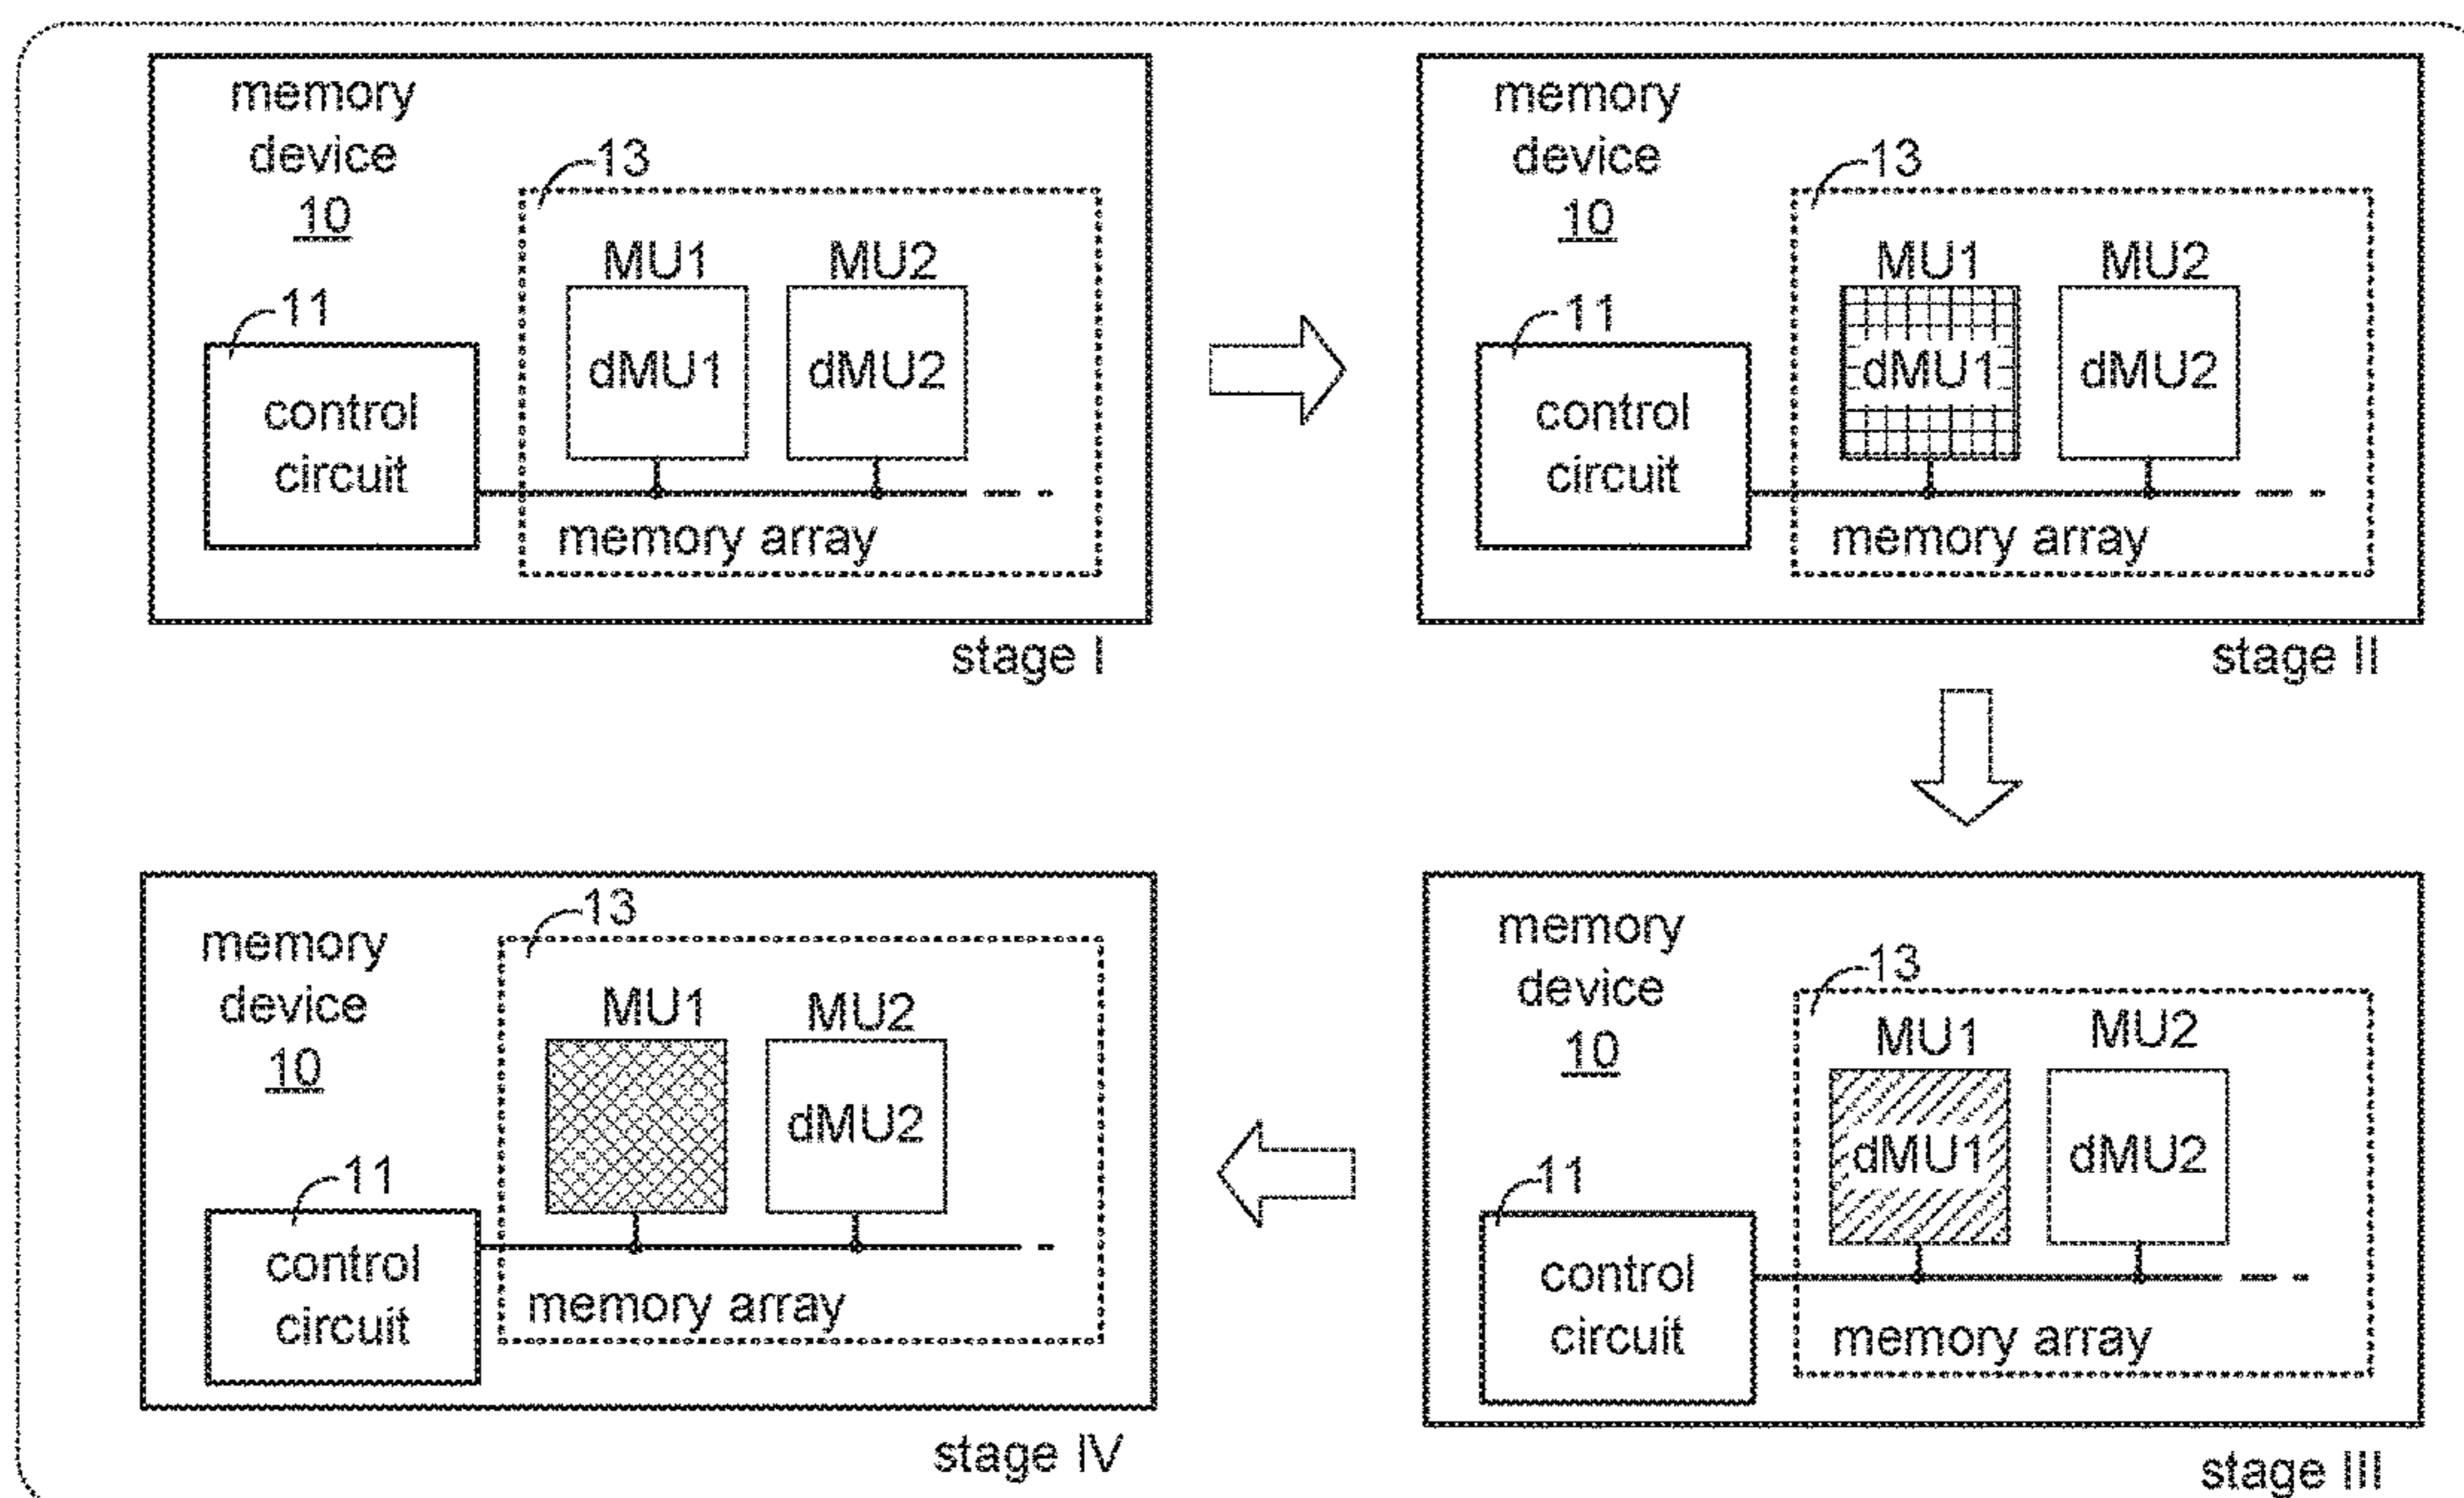 memory
device
10
13
MU1
MU2
11
dMU1
dMU2
control
circuit
memory array
stage I
memory
device
10
13
MU1
MU2
11
dMU1
dMU2
control
circuit
memory array
stage II
memory
device
10
13
MU1
MU2
dMU2
11
control
circuit
memory array
stage IV
memory
device
10
13
MU1
MU2
dMU1
dMU2
11
control
circuit
memory array
stage III